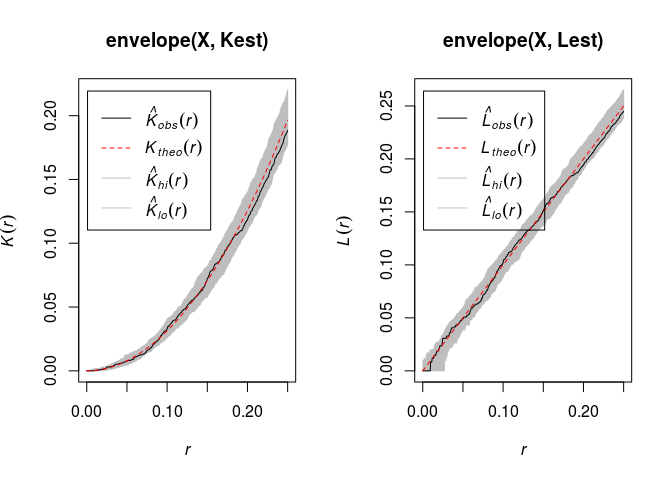 envelope(X, Kest)
K(r)
0.00 0.05 0.10 0.15 0.20
K̂obs(r)
Ktheo(r)
K̂hi(r)
K̂lo(r)
0.00 0.10 0.20
r
envelope(X, Lest)
L(r)
0.00 0.05 0.10 0.15 0.20 0.25
L̂obs(r)
Ltheo(r)
L̂hi(r)
L̂lo(r)
0.00 0.10 0.20
r